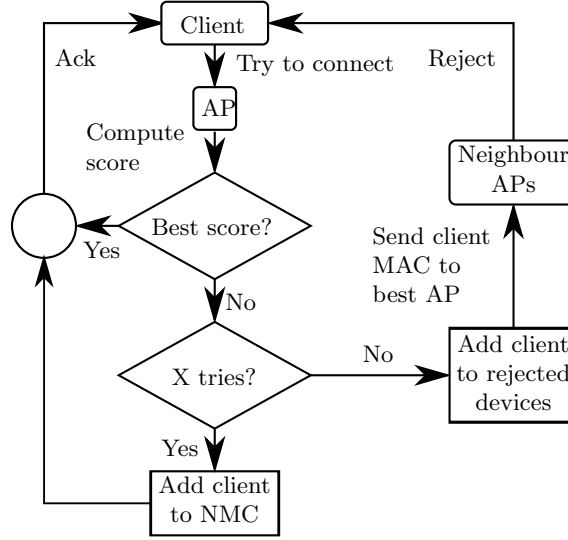 Client
Ack
Try to connect
Reject
AP
Compute
score
Neighbour
APs
Best score?
Yes
Send client
MAC to
best AP
No
X tries?
No
Add client
to rejected
devices
Yes
Add client
to NMC